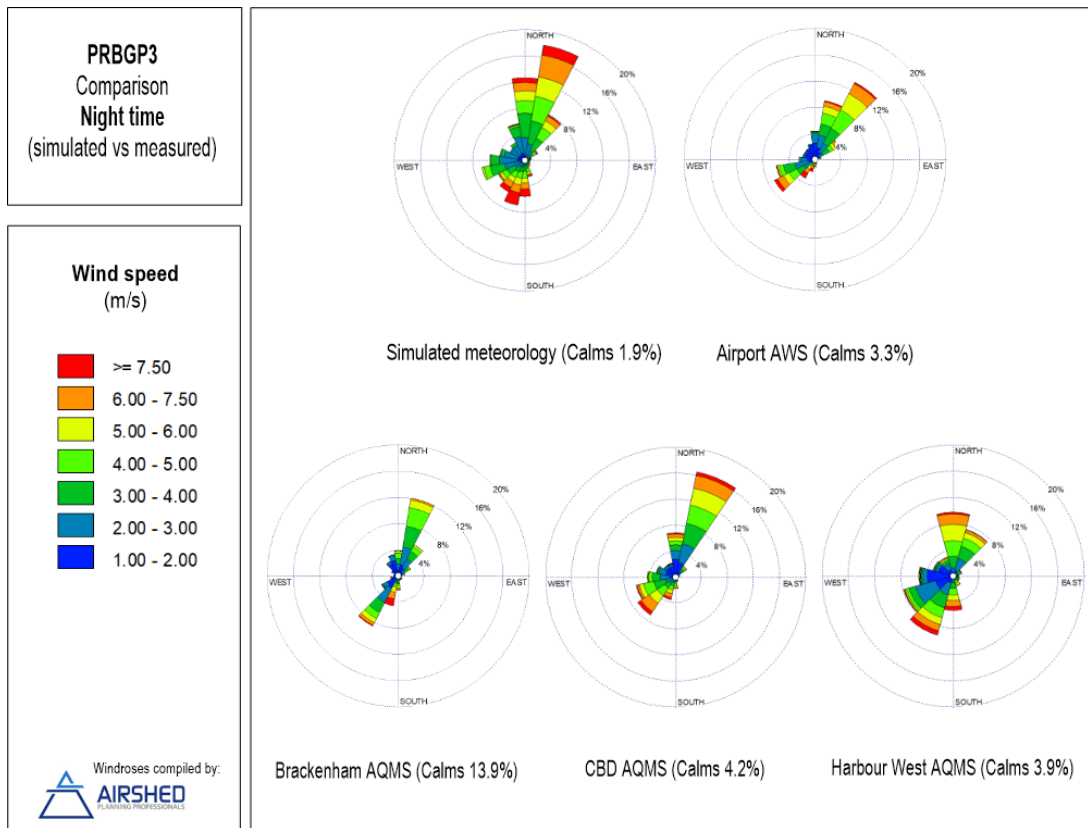 PRBGP3
Comparison
Night time
(simulated vs measured)
Wind speed
(m/s)
>= 7.50
6.00 - 7.50
5.00 - 6.00
4.00 - 5.00
3.00 - 4.00
2.00 - 3.00
1.00 - 2.00
Windroses compiled by:
AIRSHED
PLANNING PROFESSIONALS
NORTH
20%
16%
12%
8%
4%
WEST
EAST
SOUTH
Simulated meteorology (Calms 1.9%)
NORTH
20%
16%
12%
8%
4%
WEST
EAST
SOUTH
Airport AWS (Calms 3.3%)
NORTH
20%
16%
12%
8%
4%
WEST
EAST
SOUTH
Brackenham AQMS (Calms 13.9%)
NORTH
20%
16%
12%
8%
4%
WEST
EAST
SOUTH
CBD AQMS (Calms 4.2%)
NORTH
20%
16%
12%
8%
4%
WEST
EAST
SOUTH
Harbour West AQMS (Calms 3.9%)